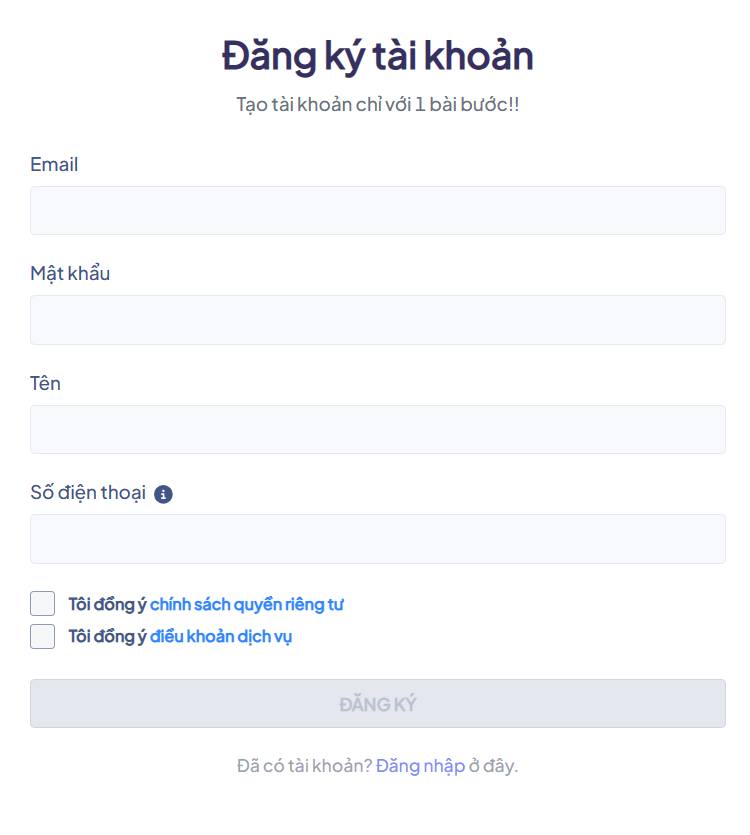 Đăng ký tài khoản
Tạo tài khoản chỉ với 1 bài bước!!
Email
Mật khẩu
Tên
Số điện thoại
Tôi đồng ý chính sách quyền riêng tư
Tôi đồng ý điều khoản dịch vụ
ĐĂNG KÝ
Đã có tài khoản? Đăng nhập ở đây.